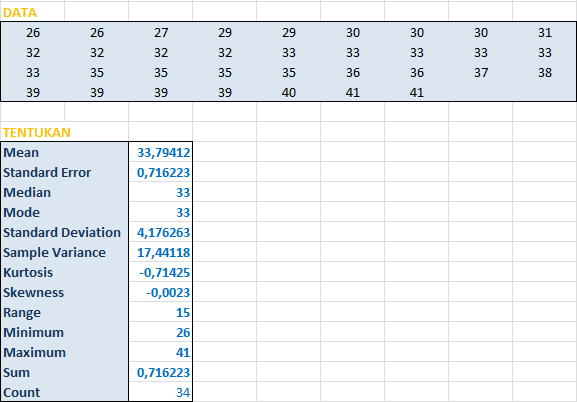 DATA
26 26 27 29 29 30 30 30 31
32 32 32 32 33 33 33 33 33
33 35 35 35 35 36 36 37 38
39 39 39 39 40 41 41
TENTUKAN
Mean 33,79412
Standard Error 0,716223
Median 33
Mode 33
Standard Deviation 4,176263
Sample Variance 17,44118
Kurtosis -0,71425
Skewness -0,0023
Range 15
Minimum 26
Maximum 41
Sum 0,716223
Count 34